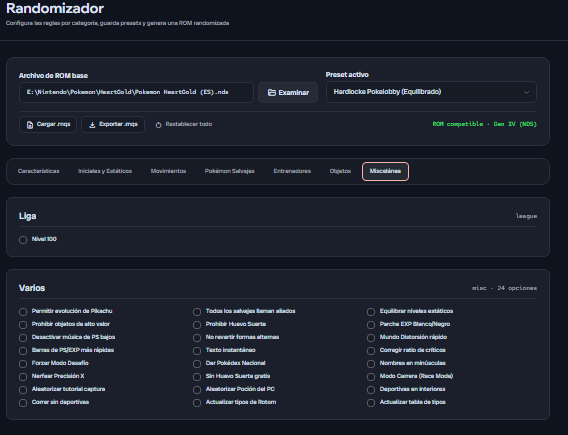 Randomizador
Configura las reglas por categoría, guarda presets y genera una ROM randomizada
Archivo de ROM base
Preset activo
E:\Nintendo\Pokemon\HeartGold\Pokemon HeartGold (ES).nds
Examinar
Hardlocke Pokelobby (Equilibrado)
Cargar .rnqs
Exportar .rnqs
Restablecer todo
ROM compatible · Gen IV (NDS)
Características
Iniciales y Estáticos
Movimientos
Pokémon Salvajes
Entrenadores
Objetos
Misceláneа
Liga
league
Nivel 100
Varios
misc · 24 opciones
Permitir evolución de Pikachu
Todos los salvajes llaman aliados
Equilibrar niveles estáticos
Prohibir objetos de alto valor
Prohibir Huevo Suerte
Parche EXP Blanco/Negro
Desactivar música de PS bajos
No revertir formas alternas
Mundo Distorsión rápido
Barras de PS/EXP más rápidas
Texto instantáneo
Corregir ratio de críticos
Forzar Modo Desafío
Dar Pokédex Nacional
Nombres en minúsculas
Nerfear Precisión X
Sin Huevo Suerte gratis
Modo Carrera (Race Mode)
Aleatorizar tutorial captura
Aleatorizar Poción del PC
Deportivas en interiores
Correr sin deportivas
Actualizar tipos de Rotom
Actualizar tabla de tipos